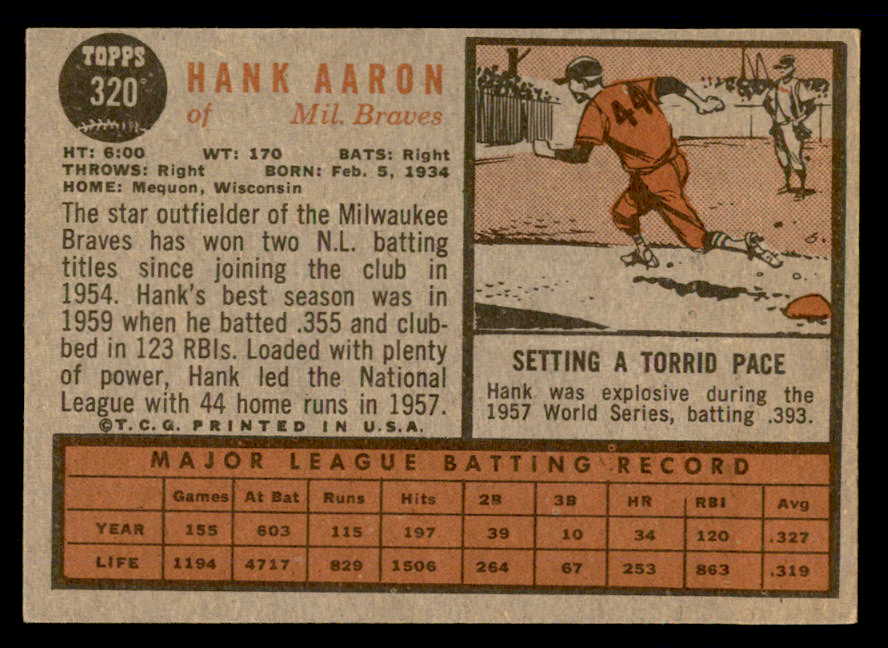 TOPPS
320
HANK AARON
of Mil. Braves
HT: 6:00 WT: 170 BATS: Right
THROWS: Right BORN: Feb. 5, 1934
HOME: Mequon, Wisconsin
The star outfielder of the Milwaukee
Braves has won two N.L. batting
titles since joining the club in
1954. Hank's best season was in
1959 when he batted .355 and club-
bed in 123 RBIs. Loaded with plenty
of power, Hank led the National
League with 44 home runs in 1957.
©T.C.G. PRINTED IN U.S.A.
44
SETTING A TORRID PACE
Hank was explosive during the
1957 World Series, batting .393.
MAJOR LEAGUE BATTING RECORD
Games At Bat Runs Hits 2B 3B HR RBI Avg
YEAR 155 603 115 197 39 10 34 120 .327
LIFE 1194 4717 829 1506 264 67 253 863 .319